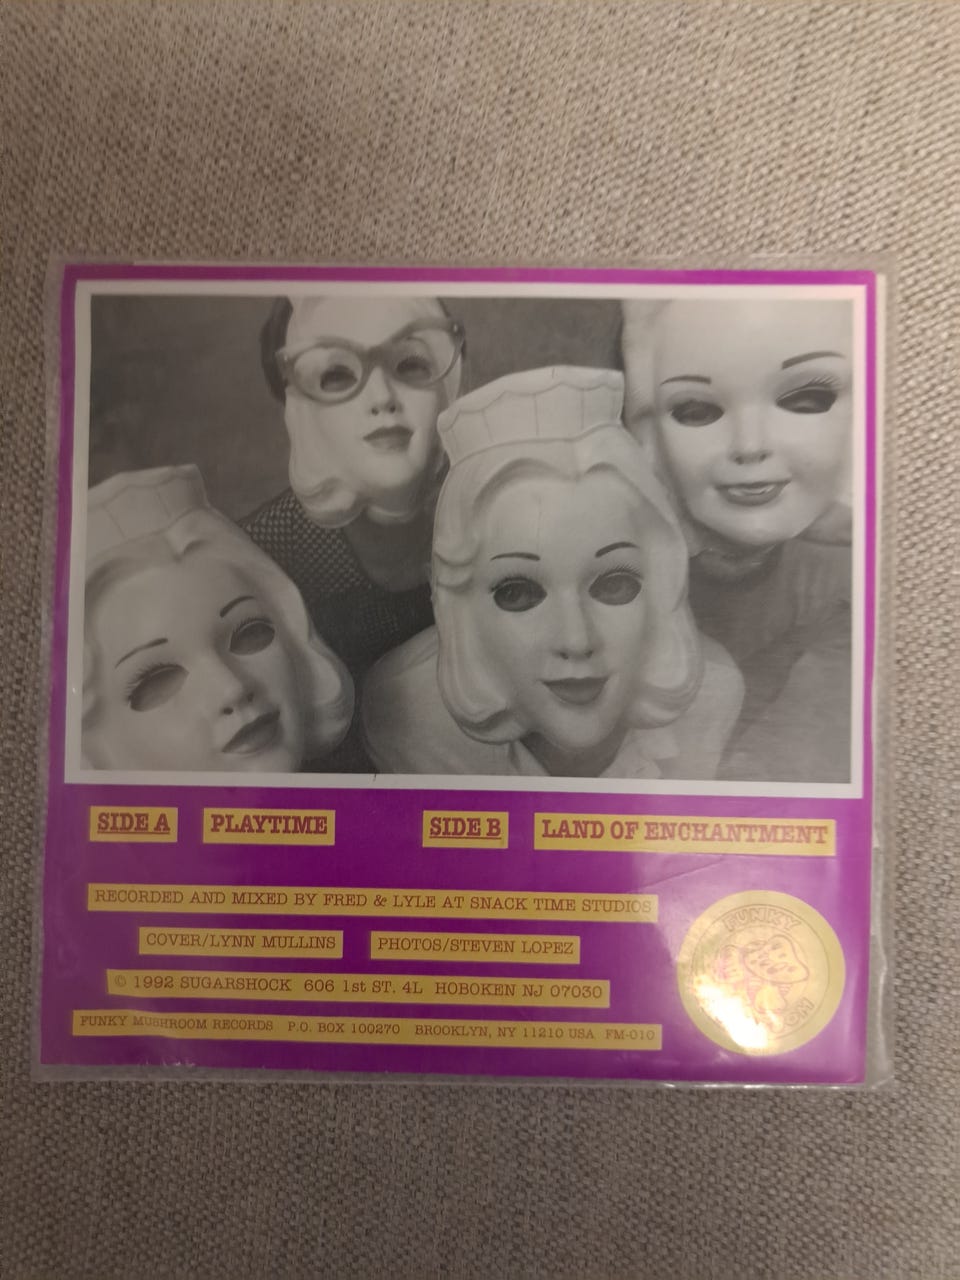 SIDE A PLAYTIME SIDE B LAND OF ENCHANTMENT
RECORDED AND MIXED BY FRED & LYLE AT SNACK TIME STUDIOS
COVER/LYNN MULLINS PHOTOS/STEVEN LOPEZ
© 1992 SUGARSHOCK 606 1st ST. 4L HOBOKEN NJ 07030
FUNKY MUSHROOM RECORDS P.O. BOX 100270 BROOKLYN, NY 11210 USA FM-010
FUNKY